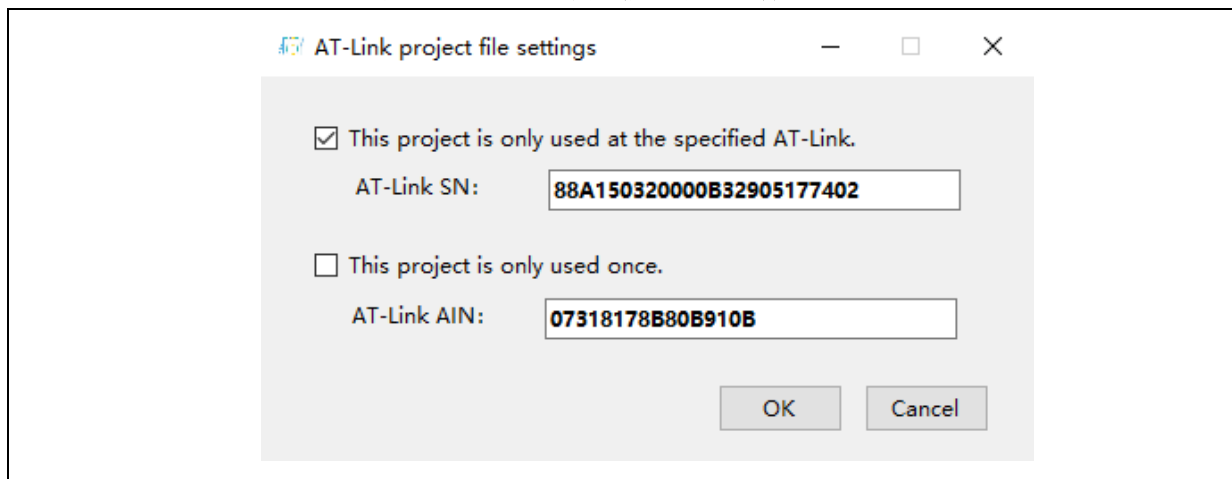 AT-Link project file settings
This project is only used at the specified AT-Link.
AT-Link SN: 88A150320000B32905177402
This project is only used once.
AT-Link AIN: 07318178B80B910B
OK Cancel